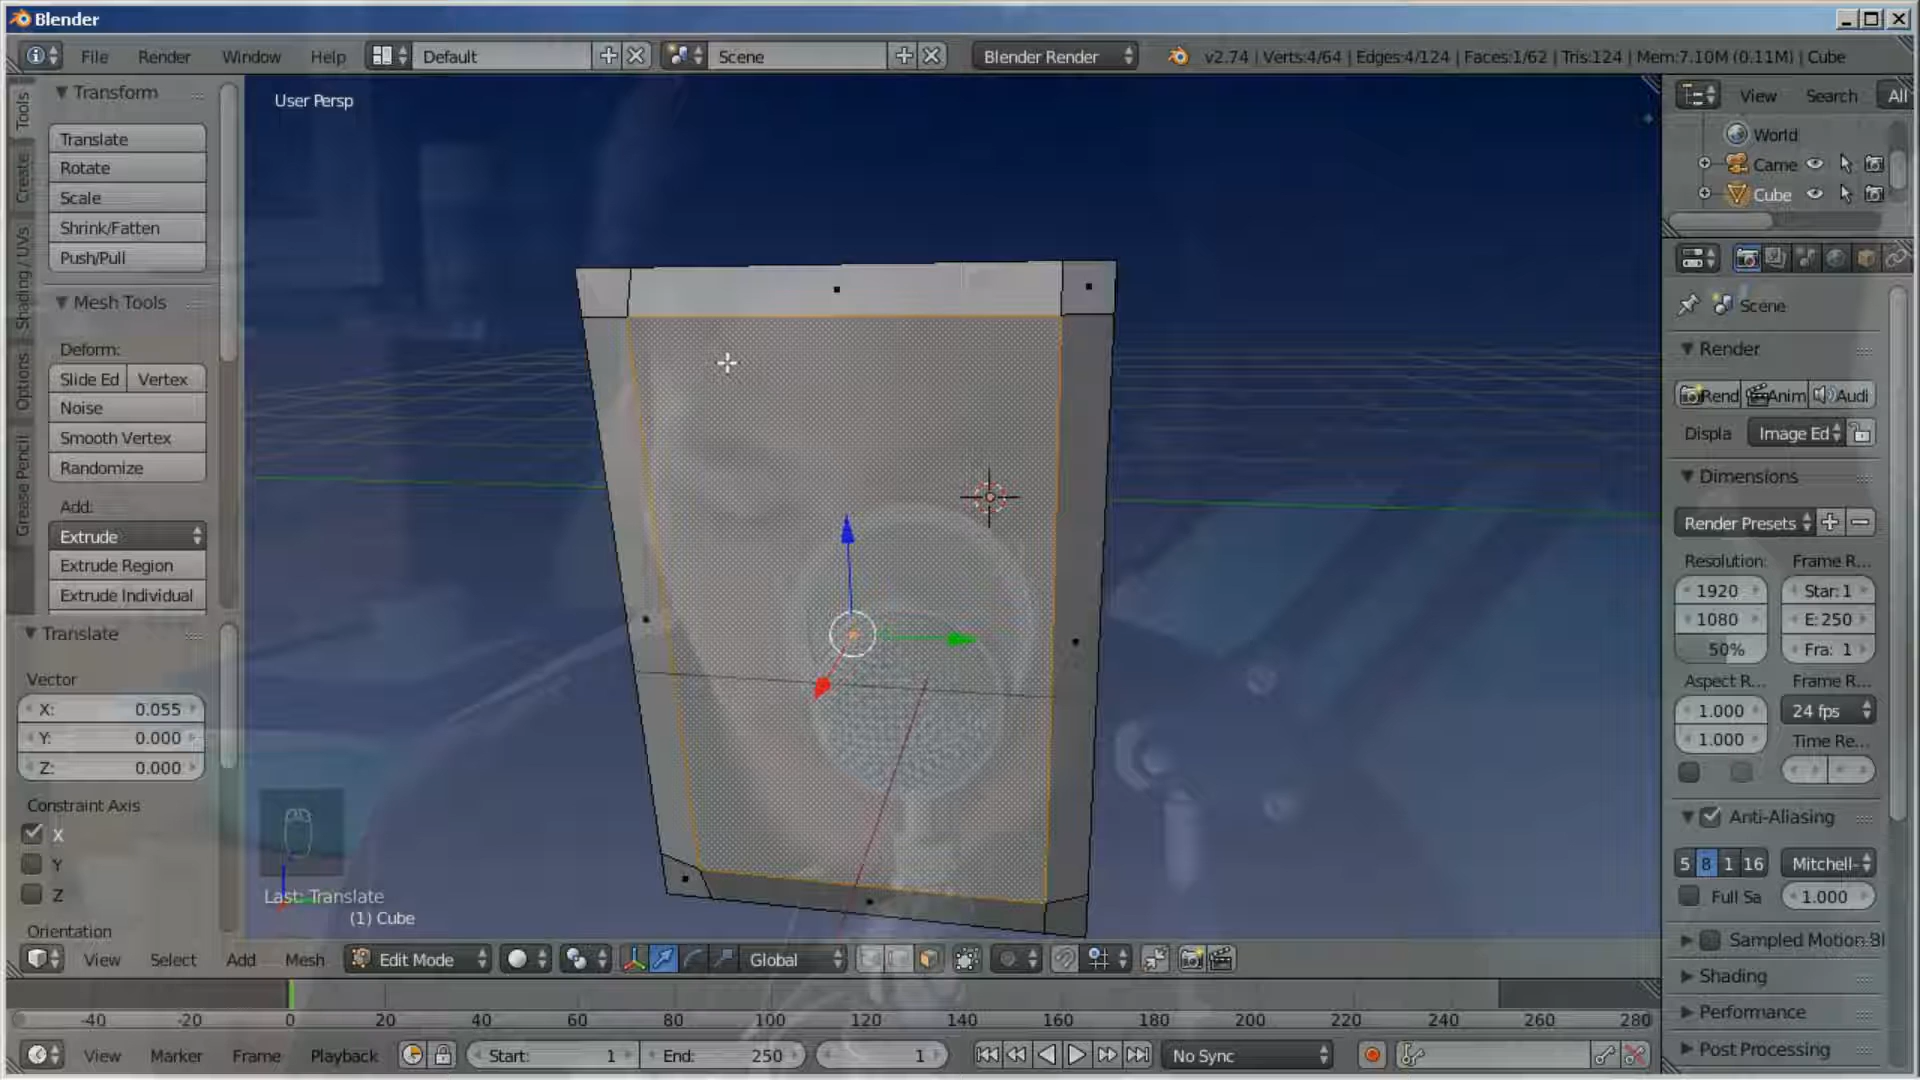 Blender
File Render Window Help Default Scene Blender Render v2.74 | Verts:4/64 | Edges:4/124 | Faces:1/62 | Tris:124 | Mem:7.10M (0.11M) | Cube
Tools
Create
Shading / UVs
Options
Grease Pencil
Transform
Translate
Rotate
Scale
Shrink/Fatten
Push/Pull
Mesh Tools
Deform:
Slide Ed Vertex
Noise
Smooth Vertex
Randomize
Add:
Extrude
Extrude Region
Extrude Individual
Translate
Vector
X: 0.055
Y: 0.000
Z: 0.000
Constraint Axis
X
Y
Z
Orientation
User Persp
Last: Translate
(1) Cube
View Select Add Mesh Edit Mode Global
-40 -20 0 20 40 60 80 100 120 140 160 180 200 220 240 260 280
View Marker Frame Playback Start: 1 End: 250 1 No Sync
View Search All
World
Came
Cube
Scene
Render
Rend Anim Audi
Displa Image Ed
Dimensions
Render Presets
Resolution: Frame R...
1920 Star: 1
1080 E: 250
50% Fra: 1
Aspect R... Frame R...
1.000 24 fps
1.000 Time Re...
Anti-Aliasing
5 8 1 16 Mitchell-
Full Sa 1.000
Sampled Motion Bl
Shading
Performance
Post Processing